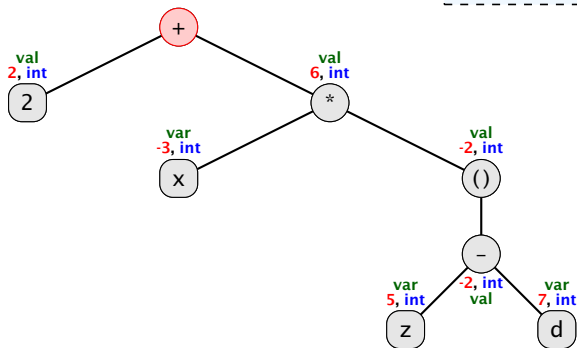 +
val
2, int
2
val
6, int
*
var
-3, int
x
val
-2, int
()
-
-2, int
val
var
5, int
z
var
7, int
d